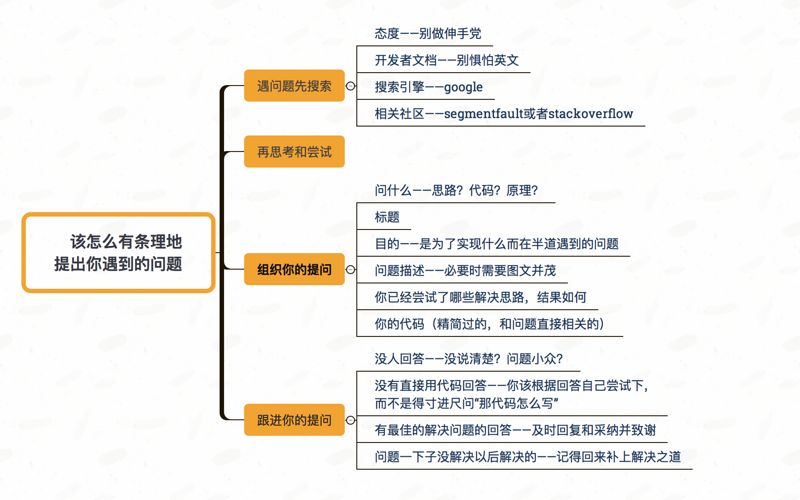 该怎么有条理地
提出你遇到的问题
遇问题先搜索
态度——别做伸手党
开发者文档——别惧怕英文
搜索引擎——google
相关社区——segmentfault或者stackoverflow
再思考和尝试
组织你的提问
问什么——思路？代码？原理？
标题
目的——是为了实现什么而在半道遇到的问题
问题描述——必要时需要图文并茂
你已经尝试了哪些解决思路，结果如何
你的代码（精简过的，和问题直接相关的）
跟进你的提问
没人回答——没说清楚？问题小众？
没有直接用代码回答——你该根据回答自己尝试下，
而不是得寸进尺问“那代码怎么写”
有最佳的解决问题的回答——及时回复和采纳并致谢
问题一下子没解决以后解决的——记得回来补上解决之道